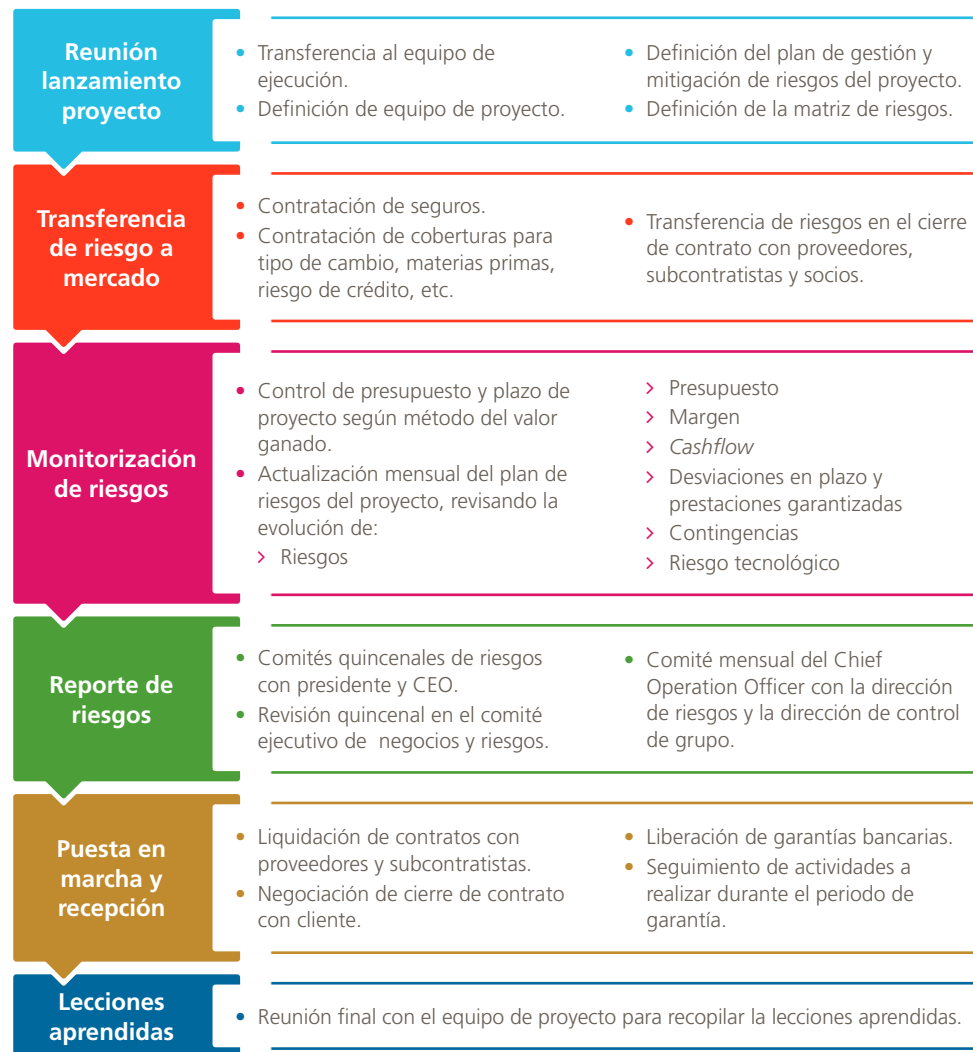 Reunión
lanzamiento
proyecto
• Transferencia al equipo de
ejecución.
• Definición de equipo de proyecto.
• Definición del plan de gestión y
mitigación de riesgos del proyecto.
• Definición de la matriz de riesgos.
Transferencia
de riesgo a
mercado
• Contratación de seguros.
• Contratación de coberturas para
tipo de cambio, materias primas,
riesgo de crédito, etc.
• Transferencia de riesgos en el cierre
de contrato con proveedores,
subcontratistas y socios.
Monitorización
de riesgos
• Control de presupuesto y plazo de
proyecto según método del valor
ganado.
• Actualización mensual del plan de
riesgos del proyecto, revisando la
evolución de:
> Riesgos
> Presupuesto
> Margen
> Cashflow
> Desviaciones en plazo y
prestaciones garantizadas
> Contingencias
> Riesgo tecnológico
Reporte de
riesgos
• Comités quincenales de riesgos
con presidente y CEO.
• Revisión quincenal en el comité
ejecutivo de negocios y riesgos.
• Comité mensual del Chief
Operation Officer con la dirección
de riesgos y la dirección de control
de grupo.
Puesta en
marcha y
recepción
• Liquidación de contratos con
proveedores y subcontratistas.
• Negociación de cierre de contrato
con cliente.
• Liberación de garantías bancarias.
• Seguimiento de actividades a
realizar durante el periodo de
garantía.
Lecciones
aprendidas
• Reunión final con el equipo de proyecto para recopilar la lecciones aprendidas.